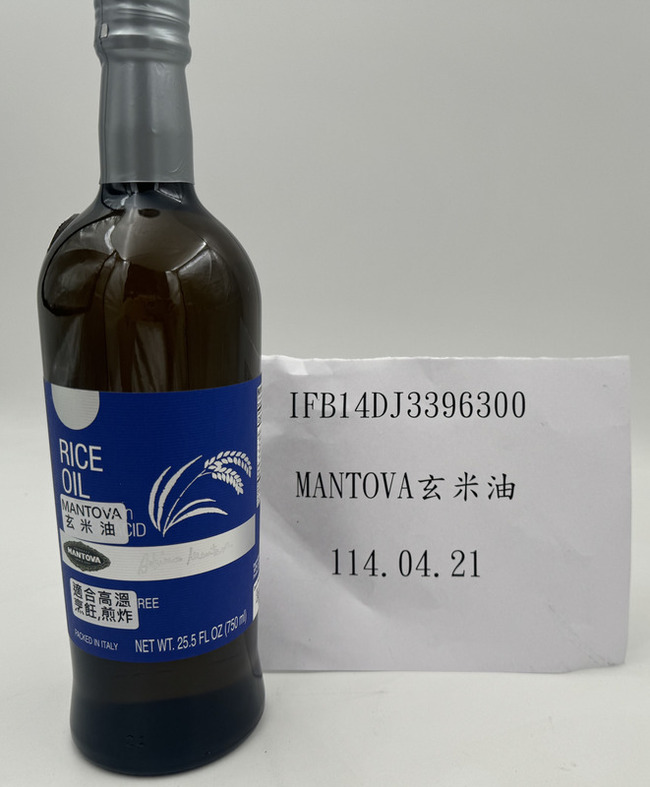 RICE
OIL
MANTOVA
玄米油
CID
MANTOVA
適合高溫
烹飪,煎炸
REE
PACKED IN ITALY
NET WT. 25.5 FL OZ (750 ml)
IFB14DJ3396300
MANTOVA玄米油
114.04.21